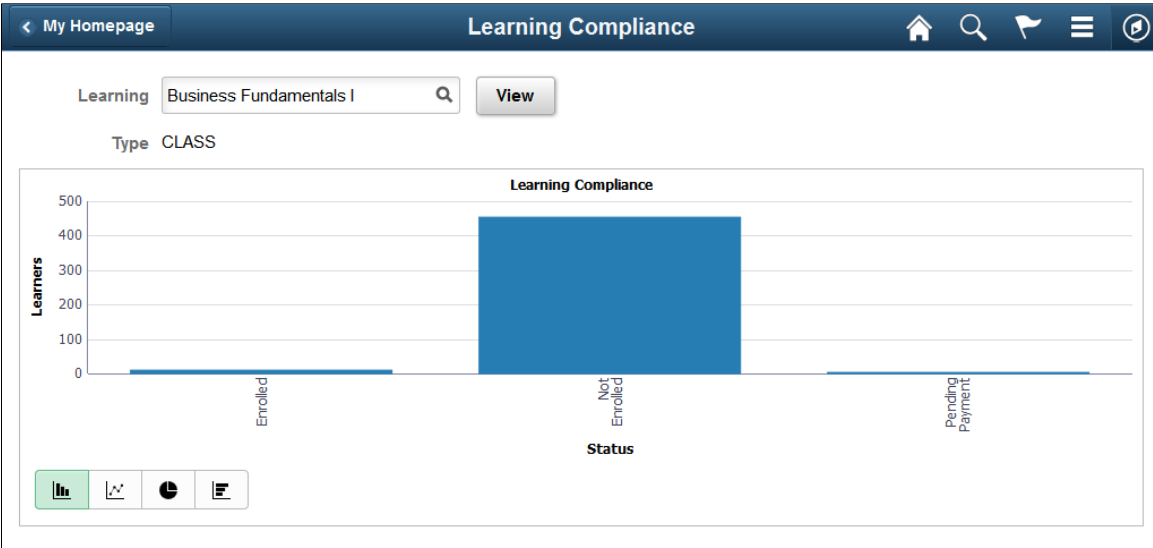 My Homepage
Learning Compliance
Learning
Business Fundamentals I
View
Type
CLASS
Learning Compliance
500
400
300
200
100
0
Learners
Enrolled
Not
Enrolled
Pending
Payment
Status